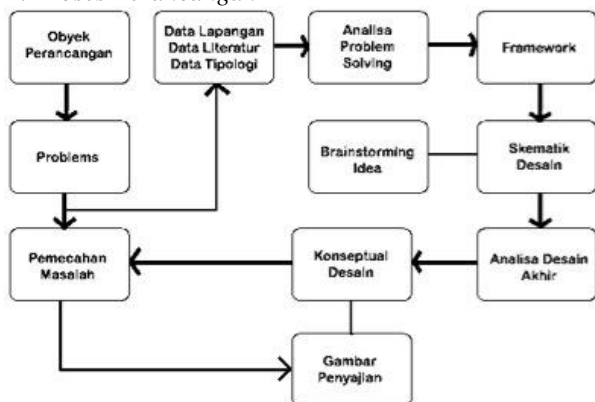 Obyek
Perancangan
Data Lapangan
Data Literatur
Data Tipologi
Analisa
Problem
Solving
Framework
Problems
Brainstorming
Idea
Skematik
Desain
Pemecahan
Masalah
Konseptual
Desain
Analisa Desain
Akhir
Gambar
Penyajian